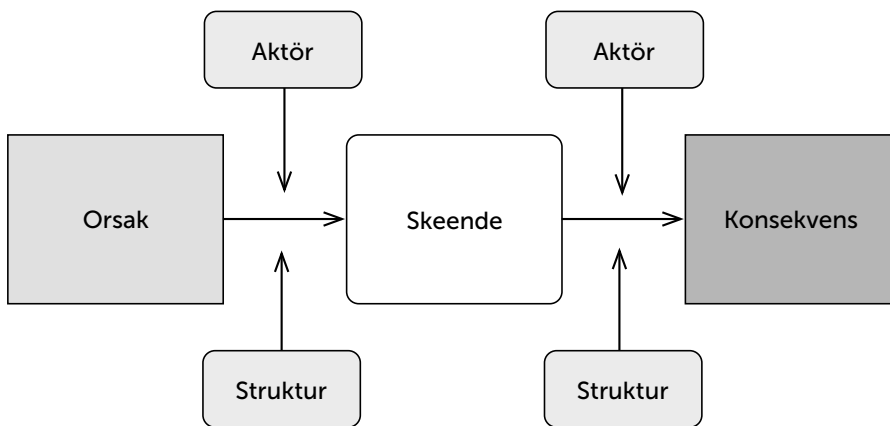 Aktör
Aktör
Orsak
Skeende
Konsekvens
Struktur
Struktur